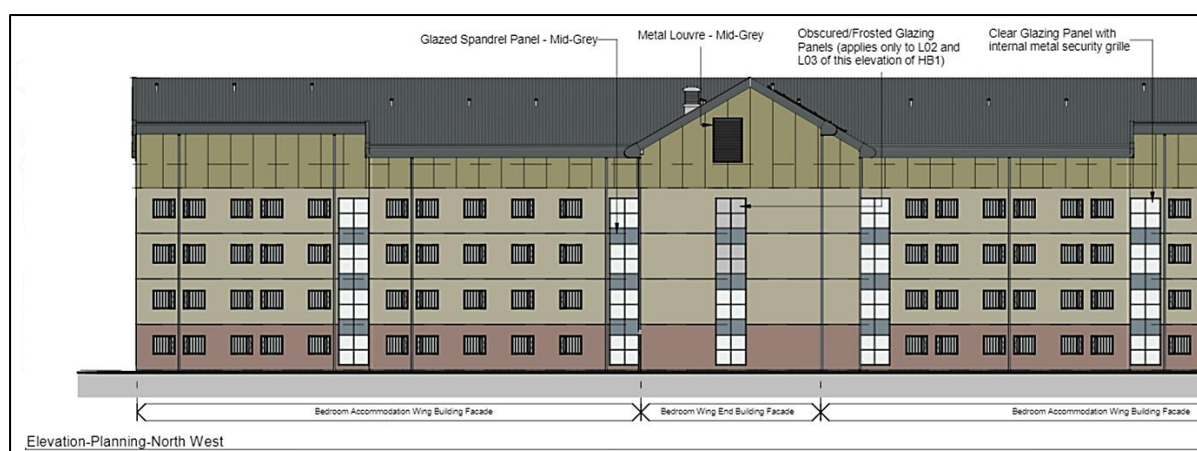 Glazed Spandrel Panel - Mid-Grey
Metal Louvre - Mid-Grey
Obscured/Frosted Glazing
Panels (applies only to L02 and
L03 of this elevation of HB1)
Clear Glazing Panel with
internal metal security grille
Bedroom Accommodation Wing Building Facade
Bedroom Wing End Building Facade
Bedroom Accommodation Wing Building Facade
Elevation-Planning-North West